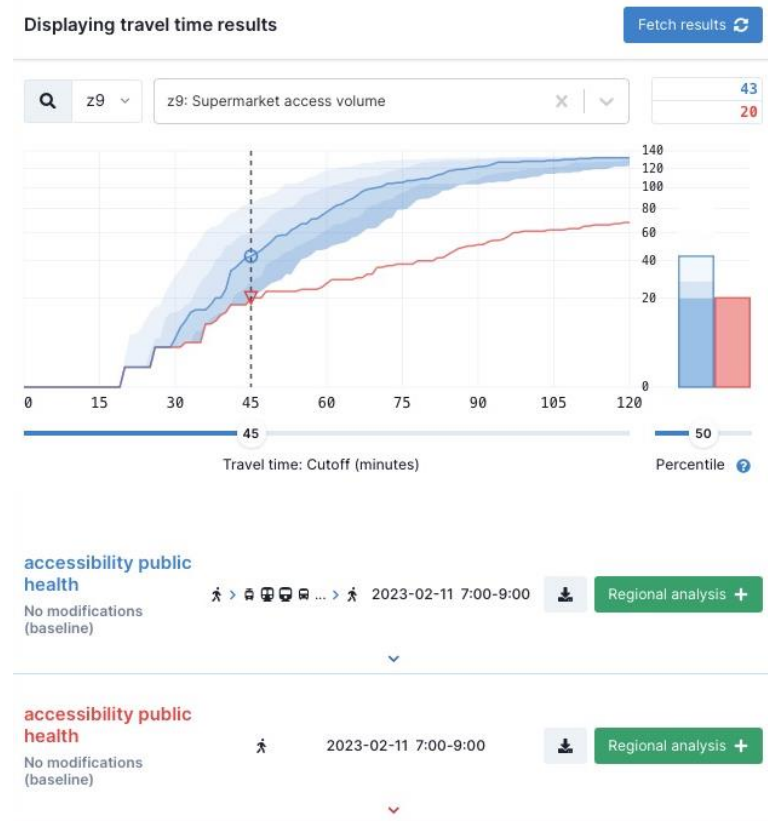 Displaying travel time results
Fetch results
z9
z9: Supermarket access volume
43
20
140
120
100
80
60
40
20
0
0 15 30 45 60 75 90 105 120
45
50
Travel time: Cutoff (minutes)
Percentile ?
accessibility public
health
No modifications
(baseline)
... 2023-02-11 7:00-9:00
Regional analysis +
accessibility public
health
No modifications
(baseline)
2023-02-11 7:00-9:00
Regional analysis +